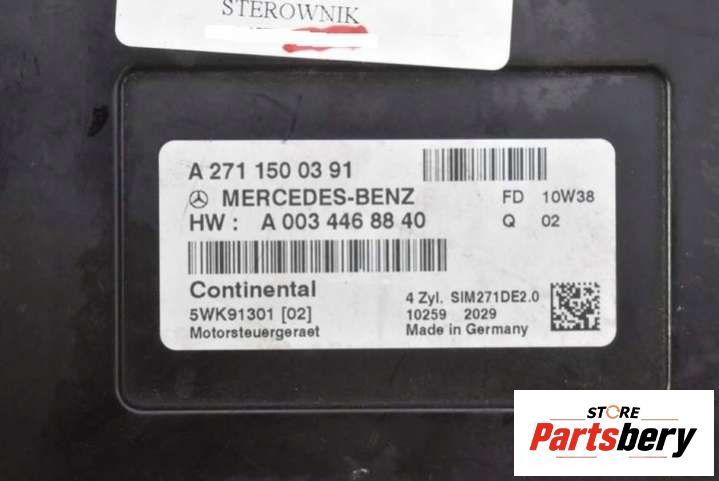 STEROWNIK
A 271 150 03 91
MERCEDES-BENZ
FD 10W38
HW : A 003 446 88 40
Q 02
Continental
5WK91301 [02]
Motorsteuergeraet
4 Zyl. SIM271DE2.0
10259 2029
Made in Germany
STORE
Partsbery